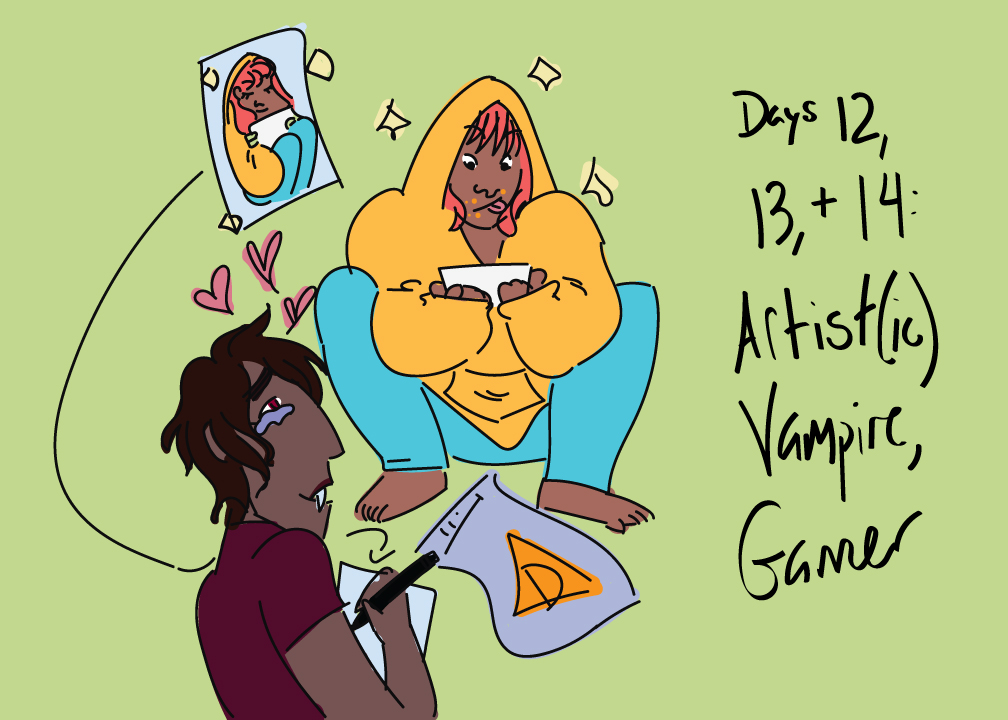 Days 12,
13, + 14:
Artist(ic)
Vampire,
Gamer
D